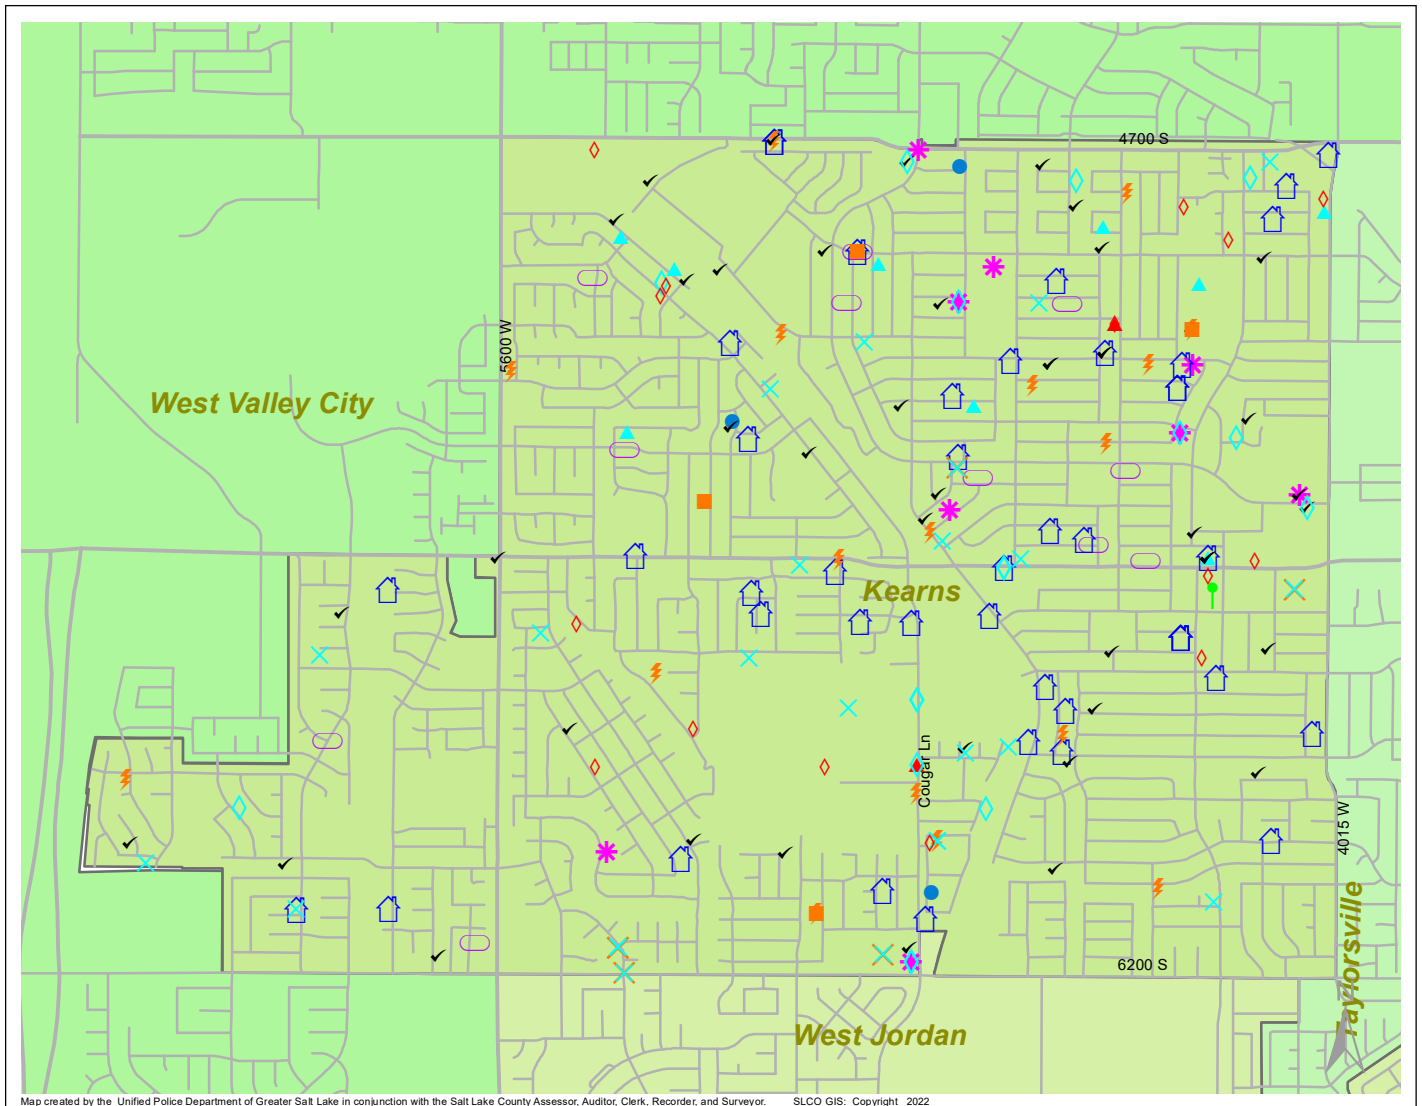 4700 S
5600 W
West Valley City
Kearns
Cougar Ln
4015 W
Taylorsville
6200 S
West Jordan
Map created by the Unified Police Department of Greater Salt Lake in conjunction with the Salt Lake County Assessor, Auditor, Clerk, Recorder, and Surveyor. SLCO GIS: Copyright 2022